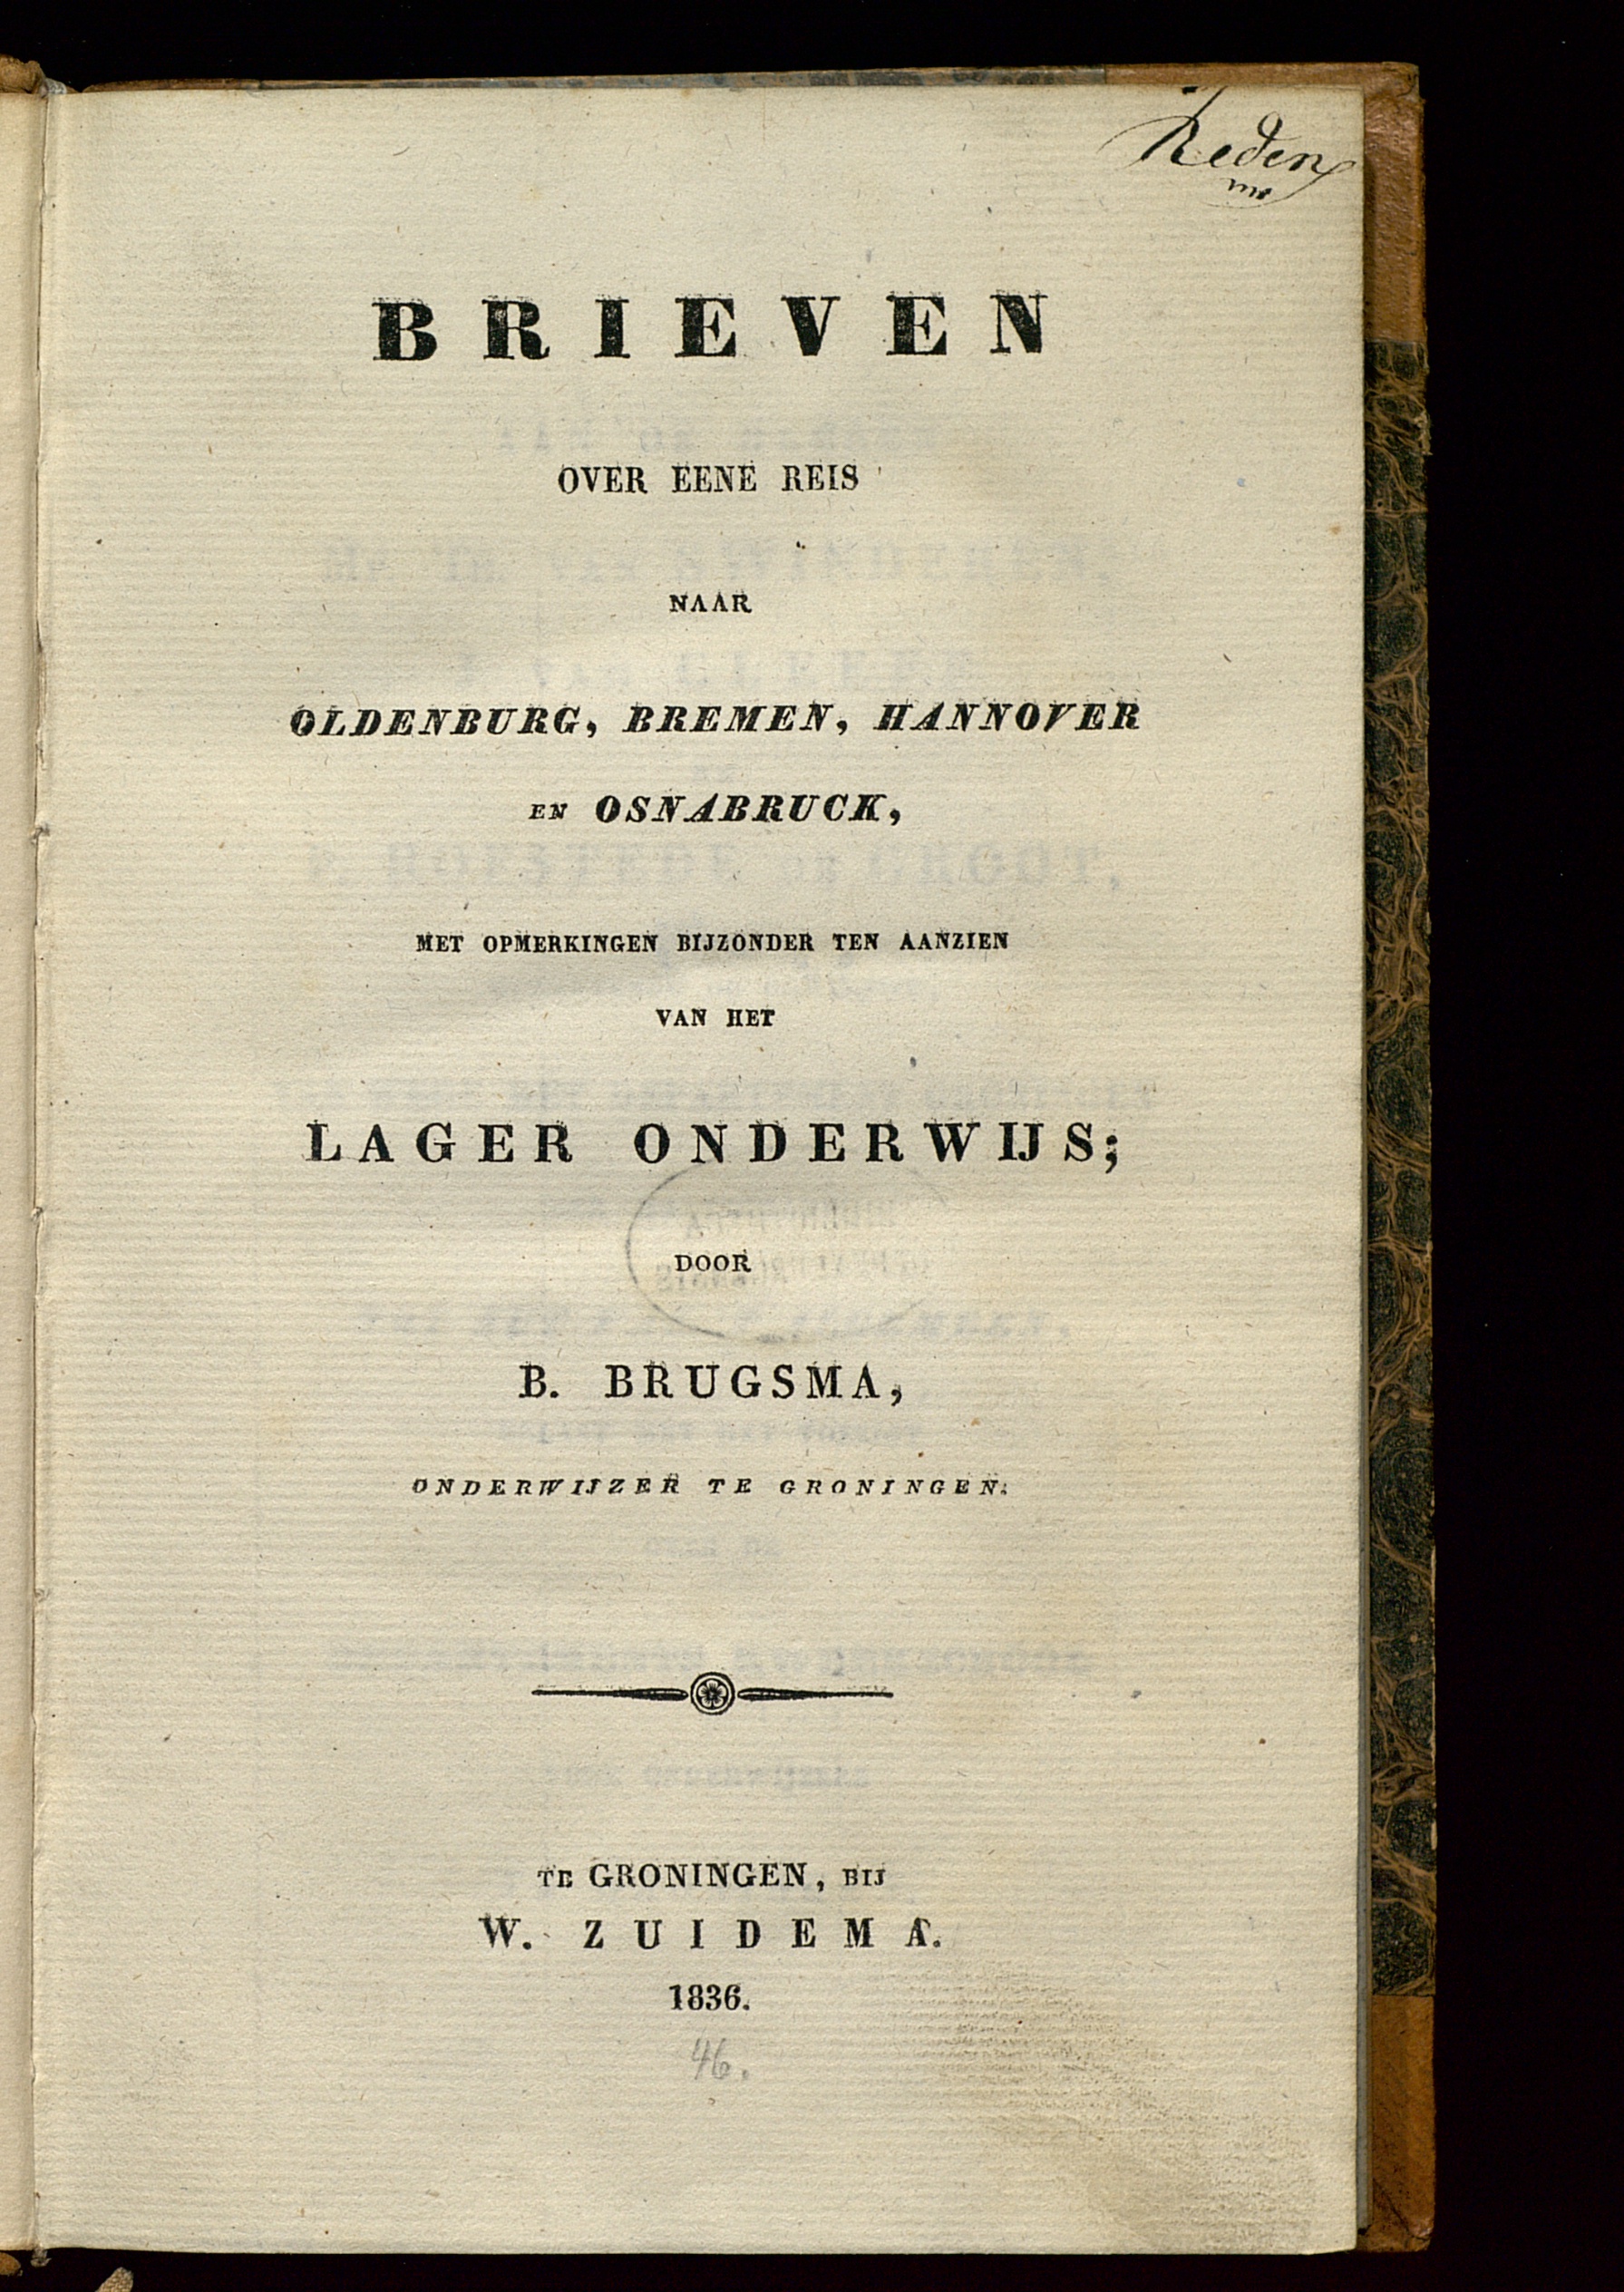 Reden
BRIEVEN
OVER EENE REIS
NAAR
OLDENBURG, BREMEN, HANNOVER
EN OSNABRUCK,
MET OPMERKINGEN BIJZONDER TEN AANZIEN
VAN HET
LAGER ONDERWIJS;
DOOR
B. BRUGSMA,
ONDERWIJZER TE GRONINGEN.
TE GRONINGEN, BIJ
W. ZUIDEMA.
1836.
46.